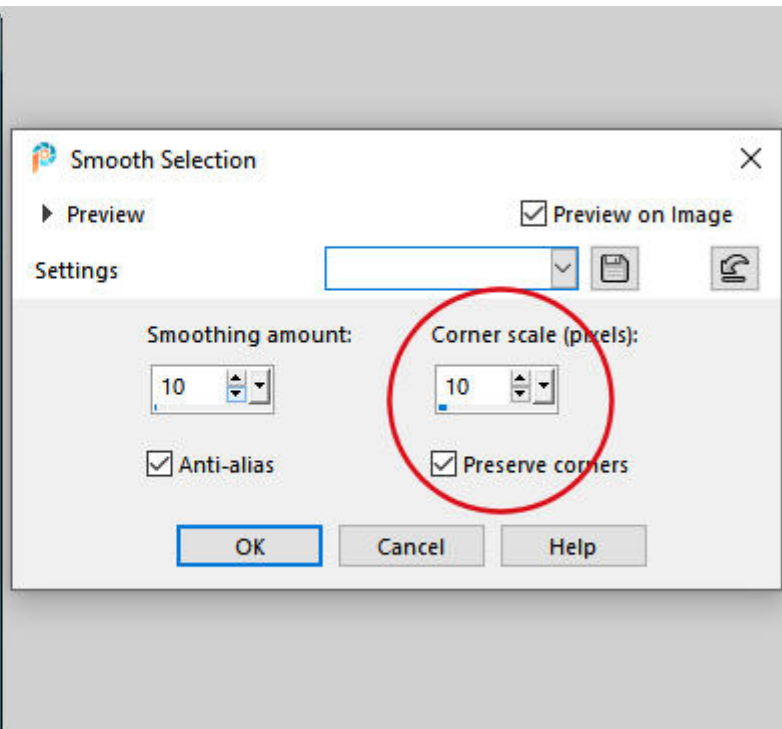 Smooth Selection
Preview
Preview on Image
Settings
Smoothing amount:
Corner scale (pixels):
10
10
Anti-alias
Preserve corners
OK
Cancel
Help